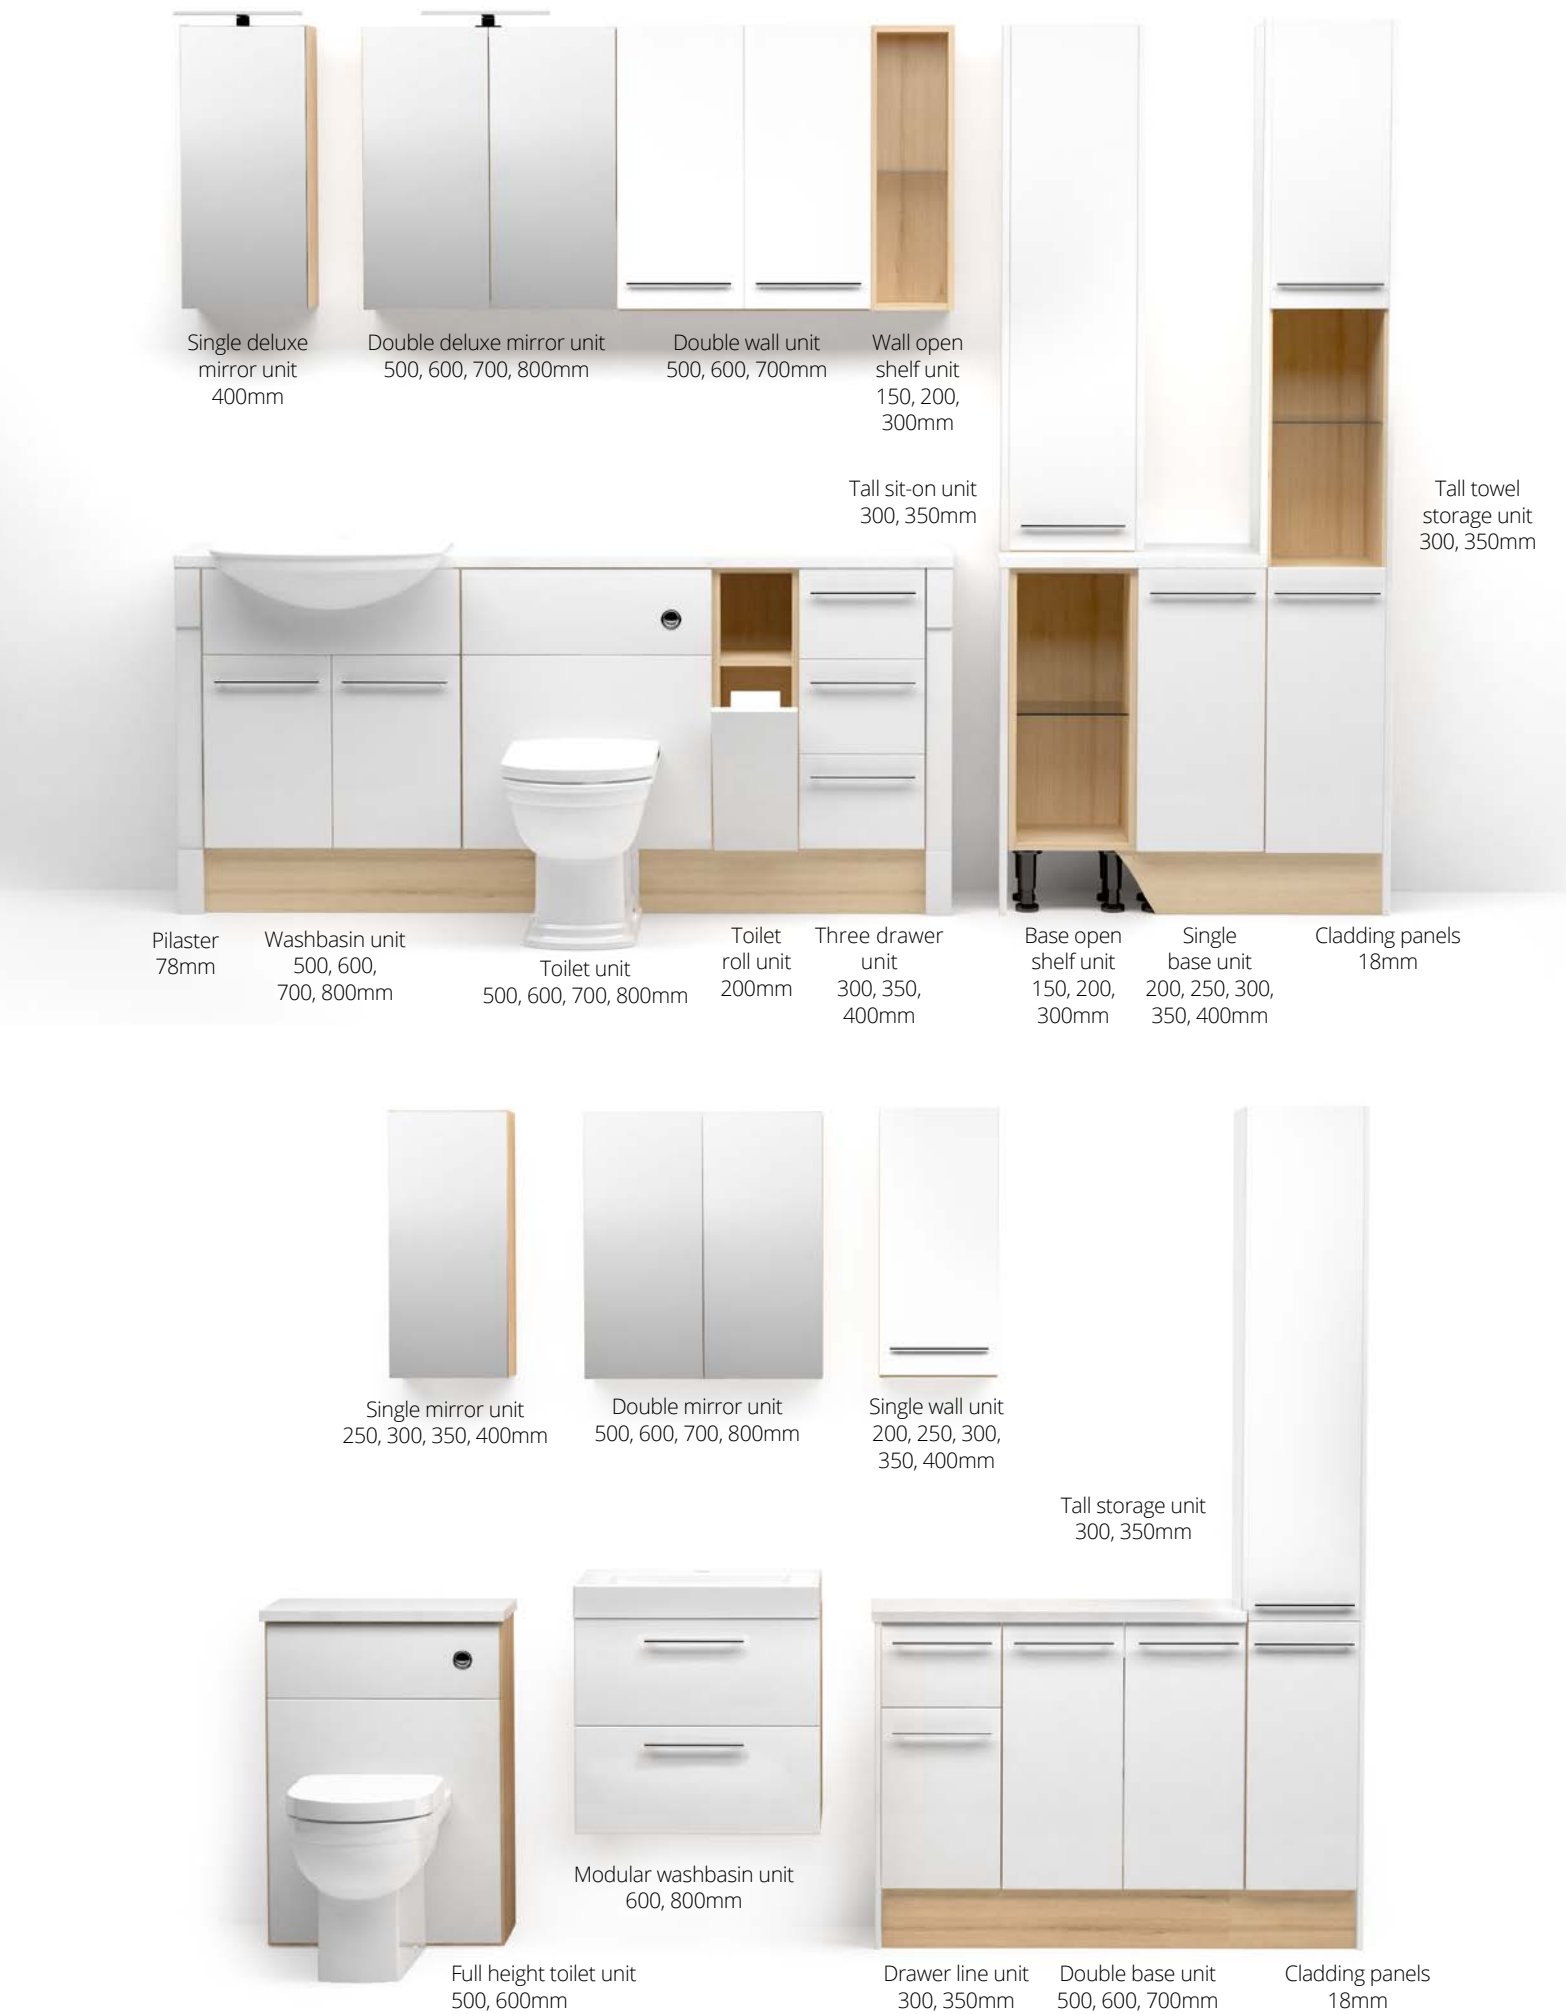 Single deluxe
mirror unit
400mm
Double deluxe mirror unit
500, 600, 700, 800mm
Double wall unit
500, 600, 700mm
Wall open
shelf unit
150, 200,
300mm
Tall sit-on unit
300, 350mm
Tall towel
storage unit
300, 350mm
Pilaster
78mm
Washbasin unit
500, 600,
700, 800mm
Toilet unit
500, 600, 700, 800mm
Toilet
roll unit
200mm
Three drawer
unit
300, 350,
400mm
Base open
shelf unit
150, 200,
300mm
Single
base unit
200, 250, 300,
350, 400mm
Cladding panels
18mm
Single mirror unit
250, 300, 350, 400mm
Double mirror unit
500, 600, 700, 800mm
Single wall unit
200, 250, 300,
350, 400mm
Tall storage unit
300, 350mm
Modular washbasin unit
600, 800mm
Full height toilet unit
500, 600mm
Drawer line unit
300, 350mm
Double base unit
500, 600, 700mm
Cladding panels
18mm